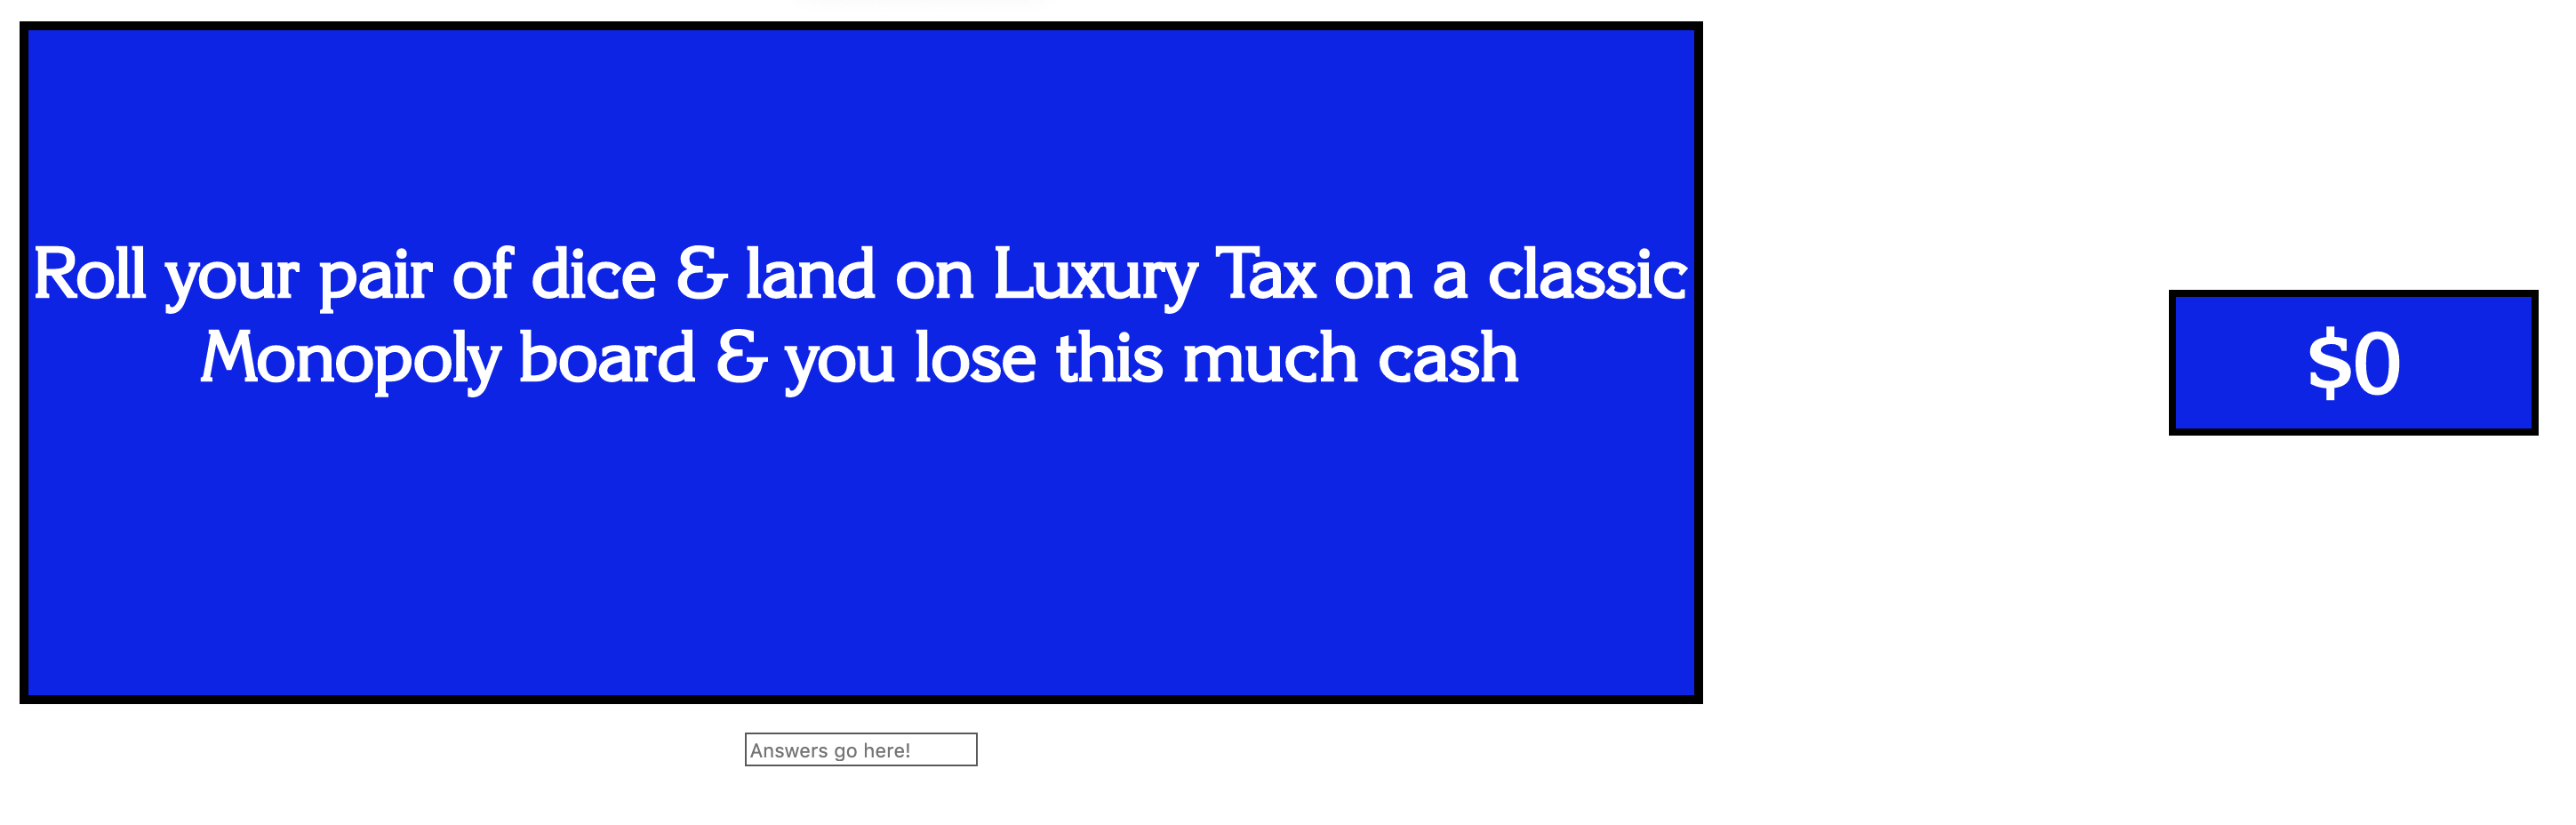 Roll your pair of dice & land on Luxury Tax on a classic
Monopoly board & you lose this much cash
$0
Answers go here!